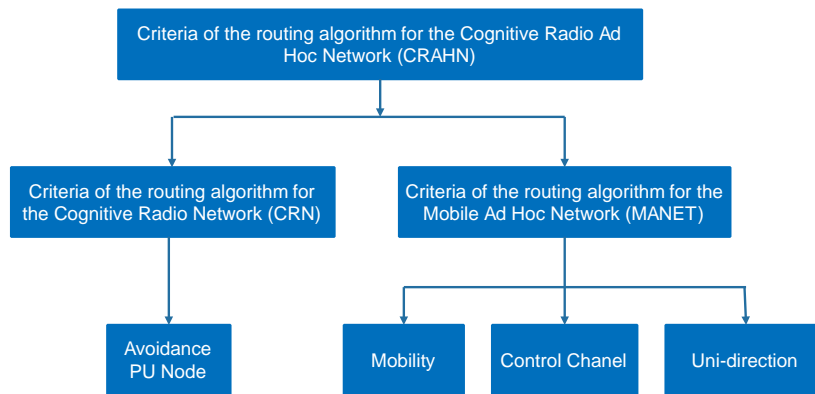 Criteria of the routing algorithm for the Cognitive Radio Ad
Hoc Network (CRAHN)
Criteria of the routing algorithm for
the Cognitive Radio Network (CRN)
Criteria of the routing algorithm for the
Mobile Ad Hoc Network (MANET)
Avoidance
PU Node
Mobility
Control Chanel
Uni-direction